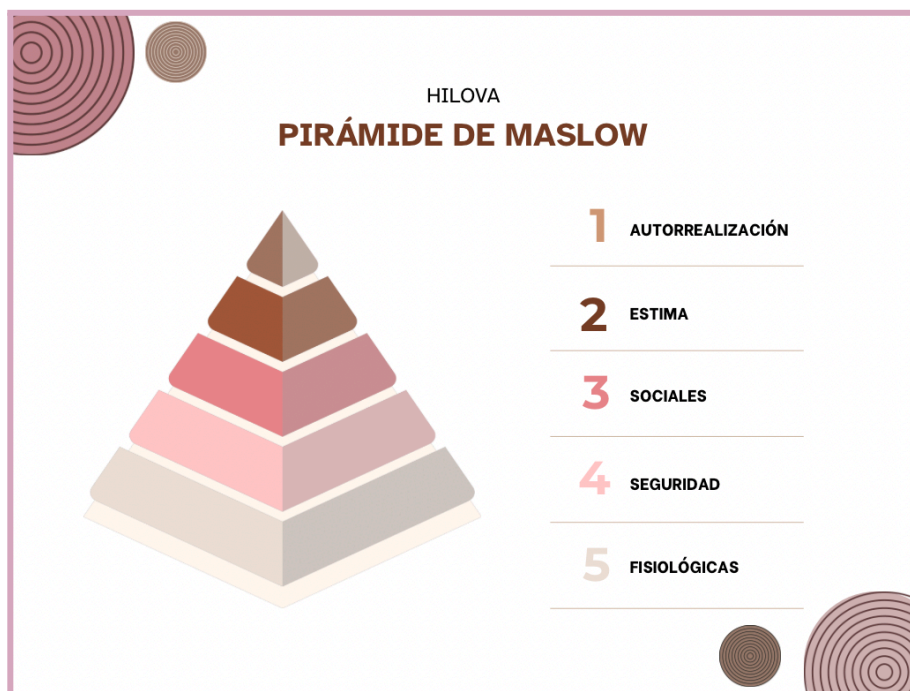 HILOVA
PIRÁMIDE DE MASLOW
1 AUTORREALIZACIÓN
2 ESTIMA
3 SOCIALES
4 SEGURIDAD
5 FISIOLÓGICAS